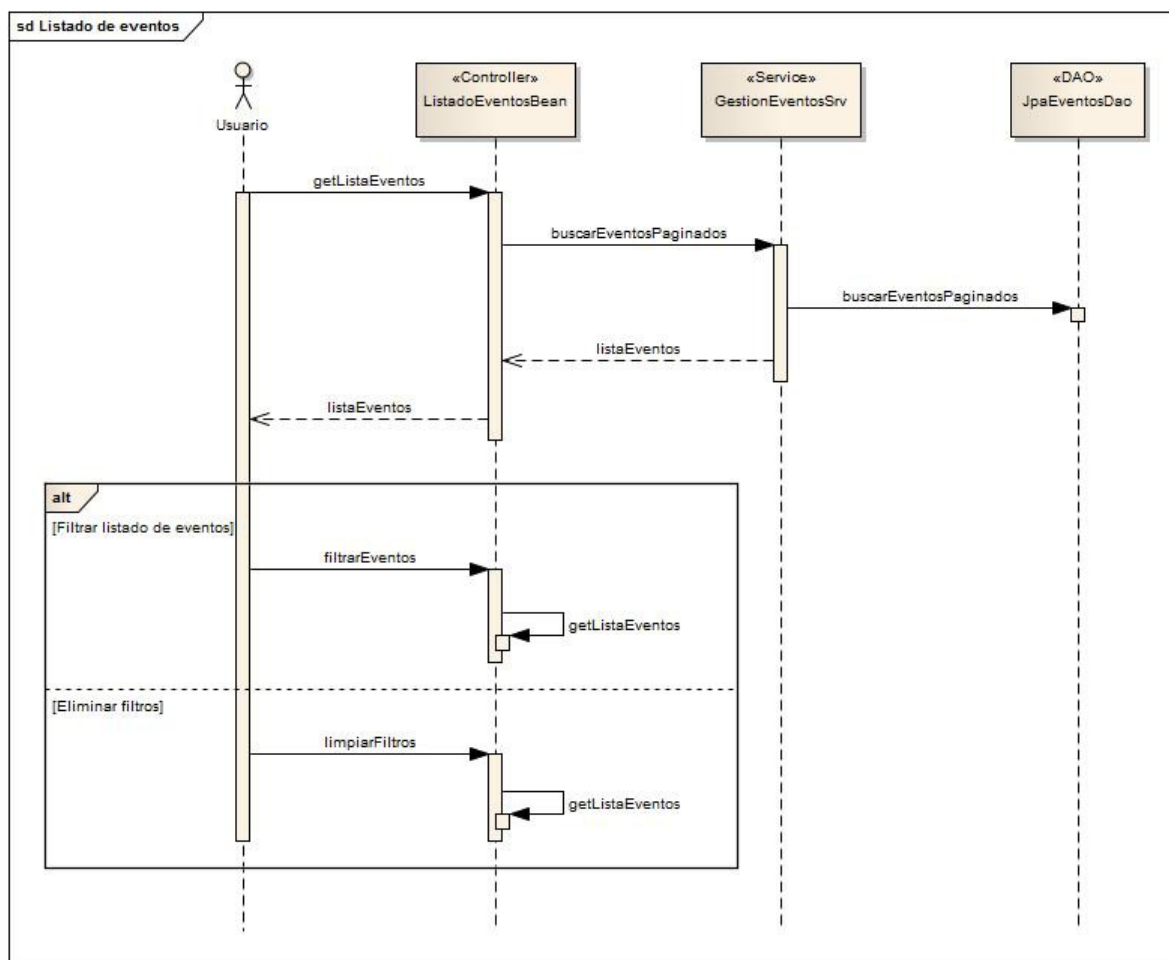 sd Listado de eventos
Usuario
«Controller»
ListadoEventosBean
«Service»
GestionEventosSrv
«DAO»
JpaEventosDao
getListaEventos
buscarEventosPaginados
buscarEventosPaginados
listaEventos
listaEventos
alt
[Filtrar listado de eventos]
filtrarEventos
getListaEventos
[Eliminar filtros]
limpiarFiltros
getListaEventos